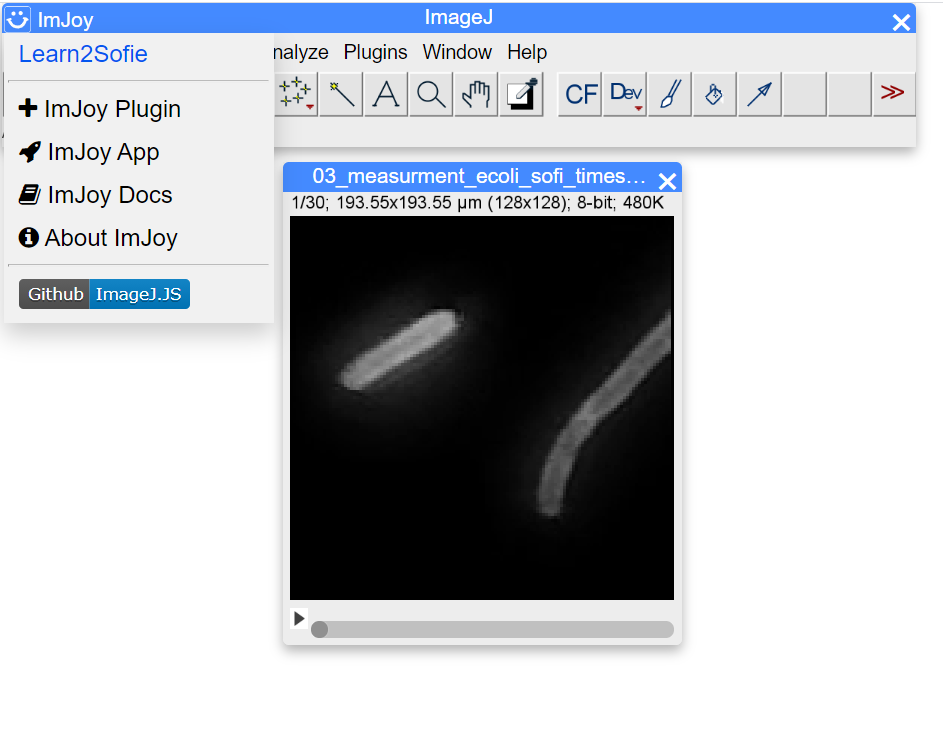 ImJoy
ImageJ
Learn2Sofie
nalyze Plugins Window Help
A
CF Dev
>>
ImJoy Plugin
ImJoy App
ImJoy Docs
About ImJoy
Github ImageJ.JS
03_measurment_ecoli_sofi_times...
1/30; 193.55x193.55 µm (128x128); 8-bit; 480K